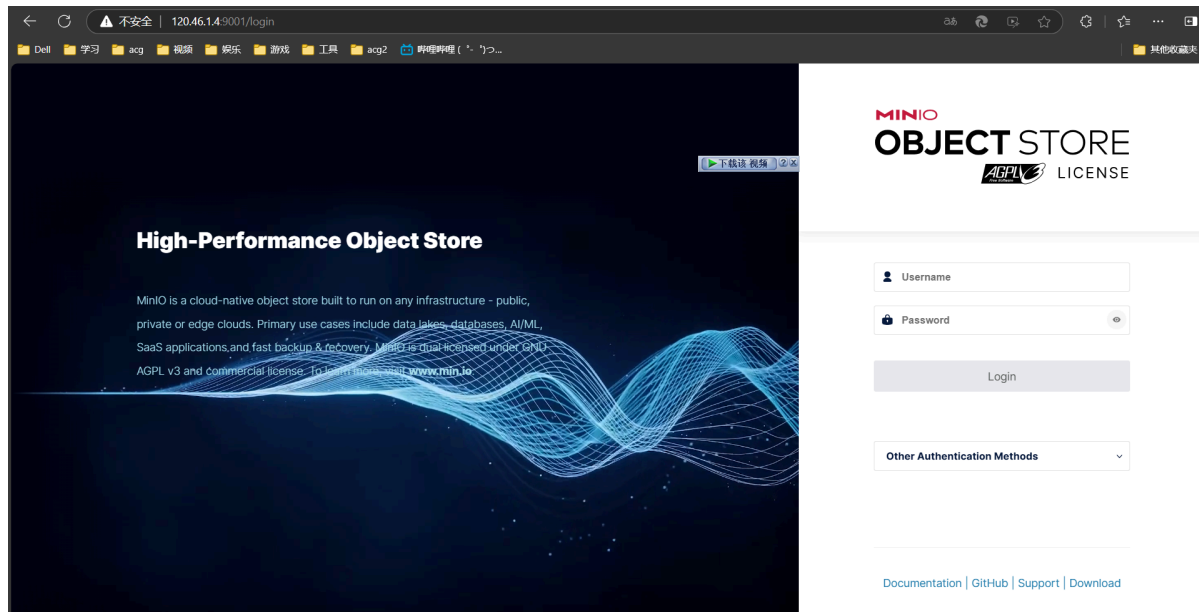 不安全 | 120.46.1.4:9001/login
Dell 学习 acg 视频 娱乐 游戏 工具 acg2 哔哩哔哩 ( ゜- ゜)つ... 其他收藏夹
MINIO
OBJECT STORE
AGPLV3 LICENSE
Free Software
下载该 视频 ? X
High-Performance Object Store
MinIO is a cloud-native object store built to run on any infrastructure - public,
private or edge clouds. Primary use cases include data lakes, databases, AI/ML,
SaaS applications,and fast backup & recovery. MinIO is dual licensed under GNU
AGPL v3 and commercial license. To learn more, visit www.min.io.
Username
Password
Login
Other Authentication Methods
Documentation | GitHub | Support | Download